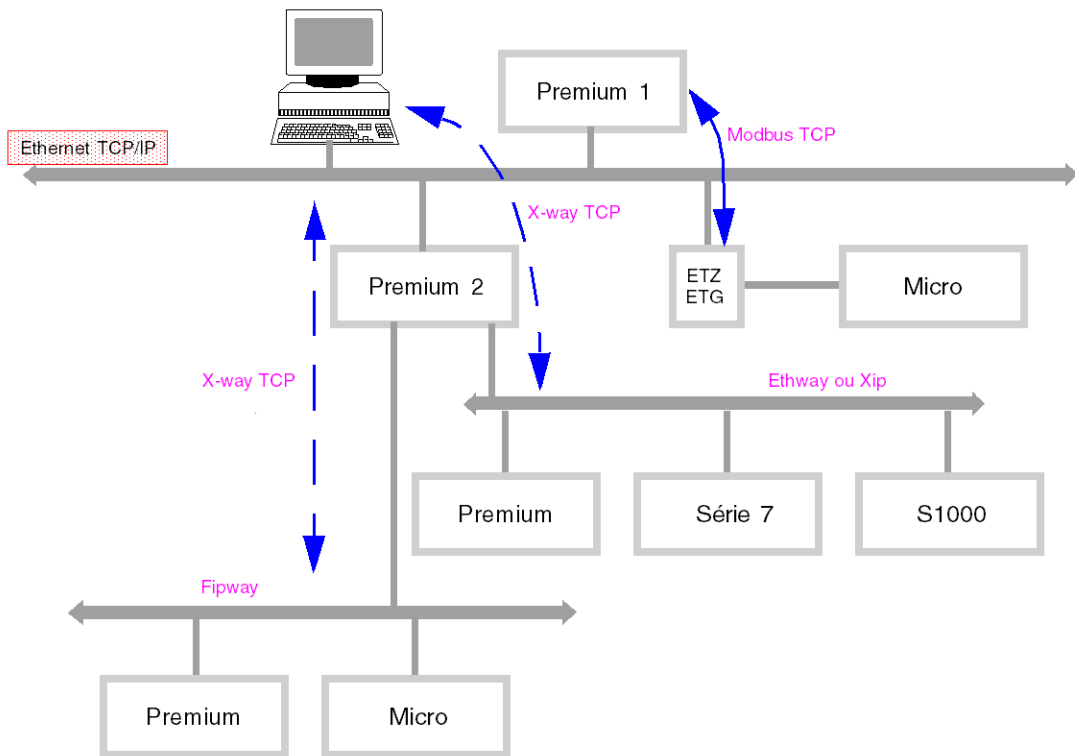 Premium 1
Modbus TCP
Ethernet TCP/IP
X-way TCP
Premium 2
ETZ
ETG
Micro
X-way TCP
Ethway ou Xip
Premium
Série 7
S1000
Fipway
Premium
Micro